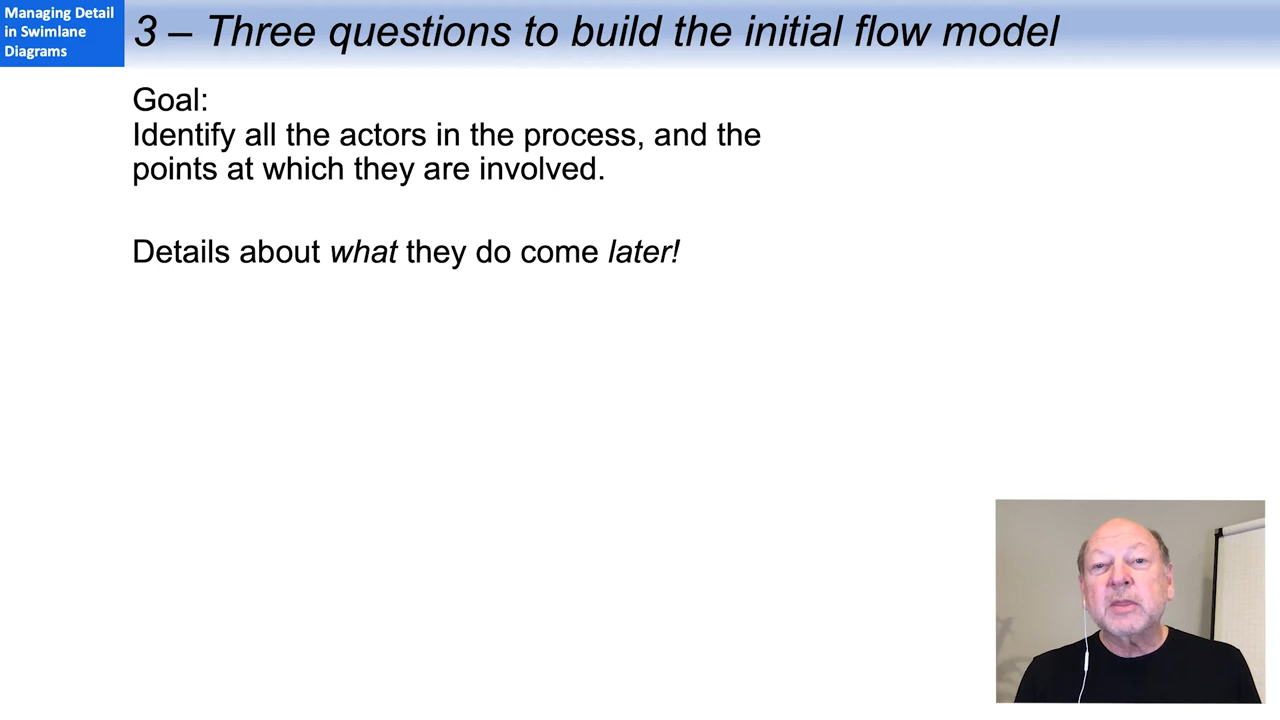 Managing Detail
in Swimlane
Diagrams
3 – Three questions to build the initial flow model
Goal:
Identify all the actors in the process, and the
points at which they are involved.
Details about what they do come later!